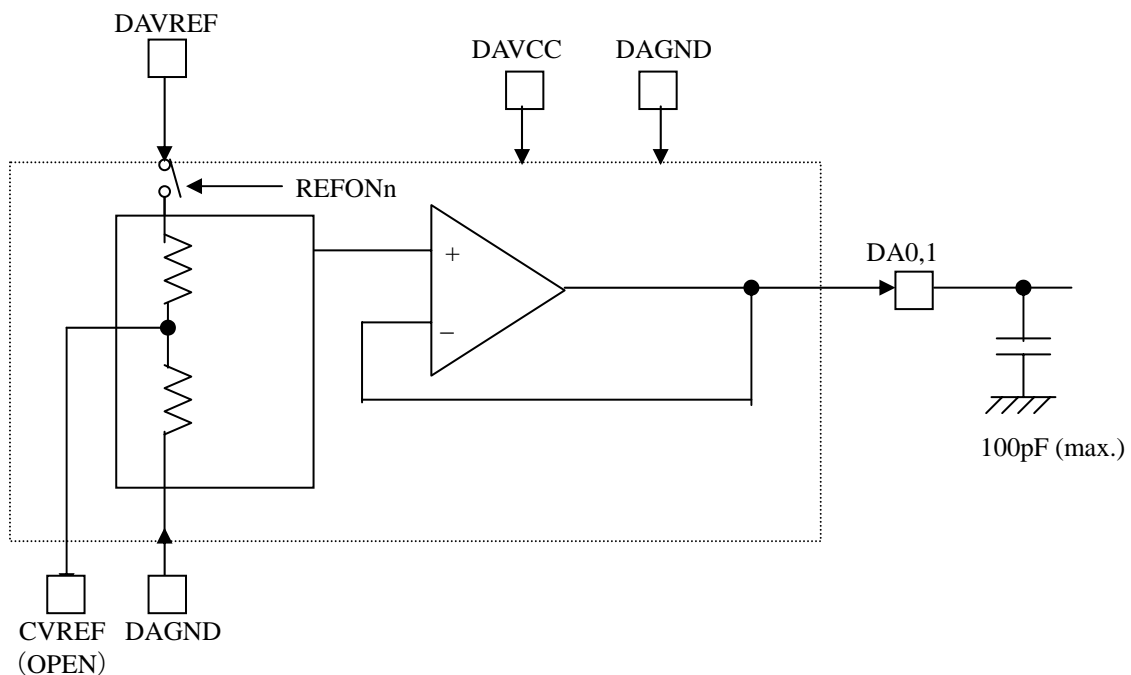 DAVREF
DAVCC
DAGND
REFONn
+
−
DA0,1
100pF (max.)
CVREF
(OPEN)
DAGND